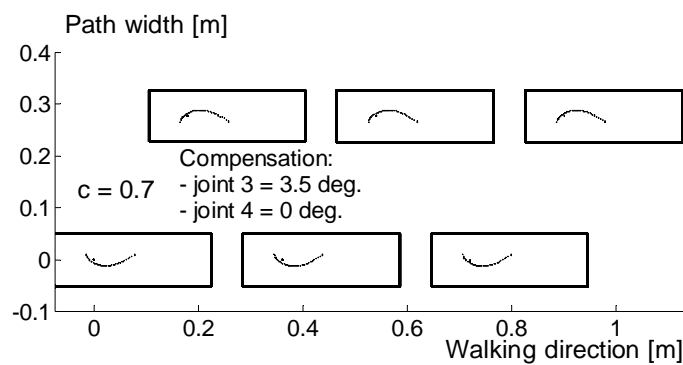 Path width [m]
0.4
0.3
0.2
Compensation:
- joint 3 = 3.5 deg.
c = 0.7
- joint 4 = 0 deg.
0.1
0
-0.1
0 0.2 0.4 0.6 0.8 1
Walking direction [m]